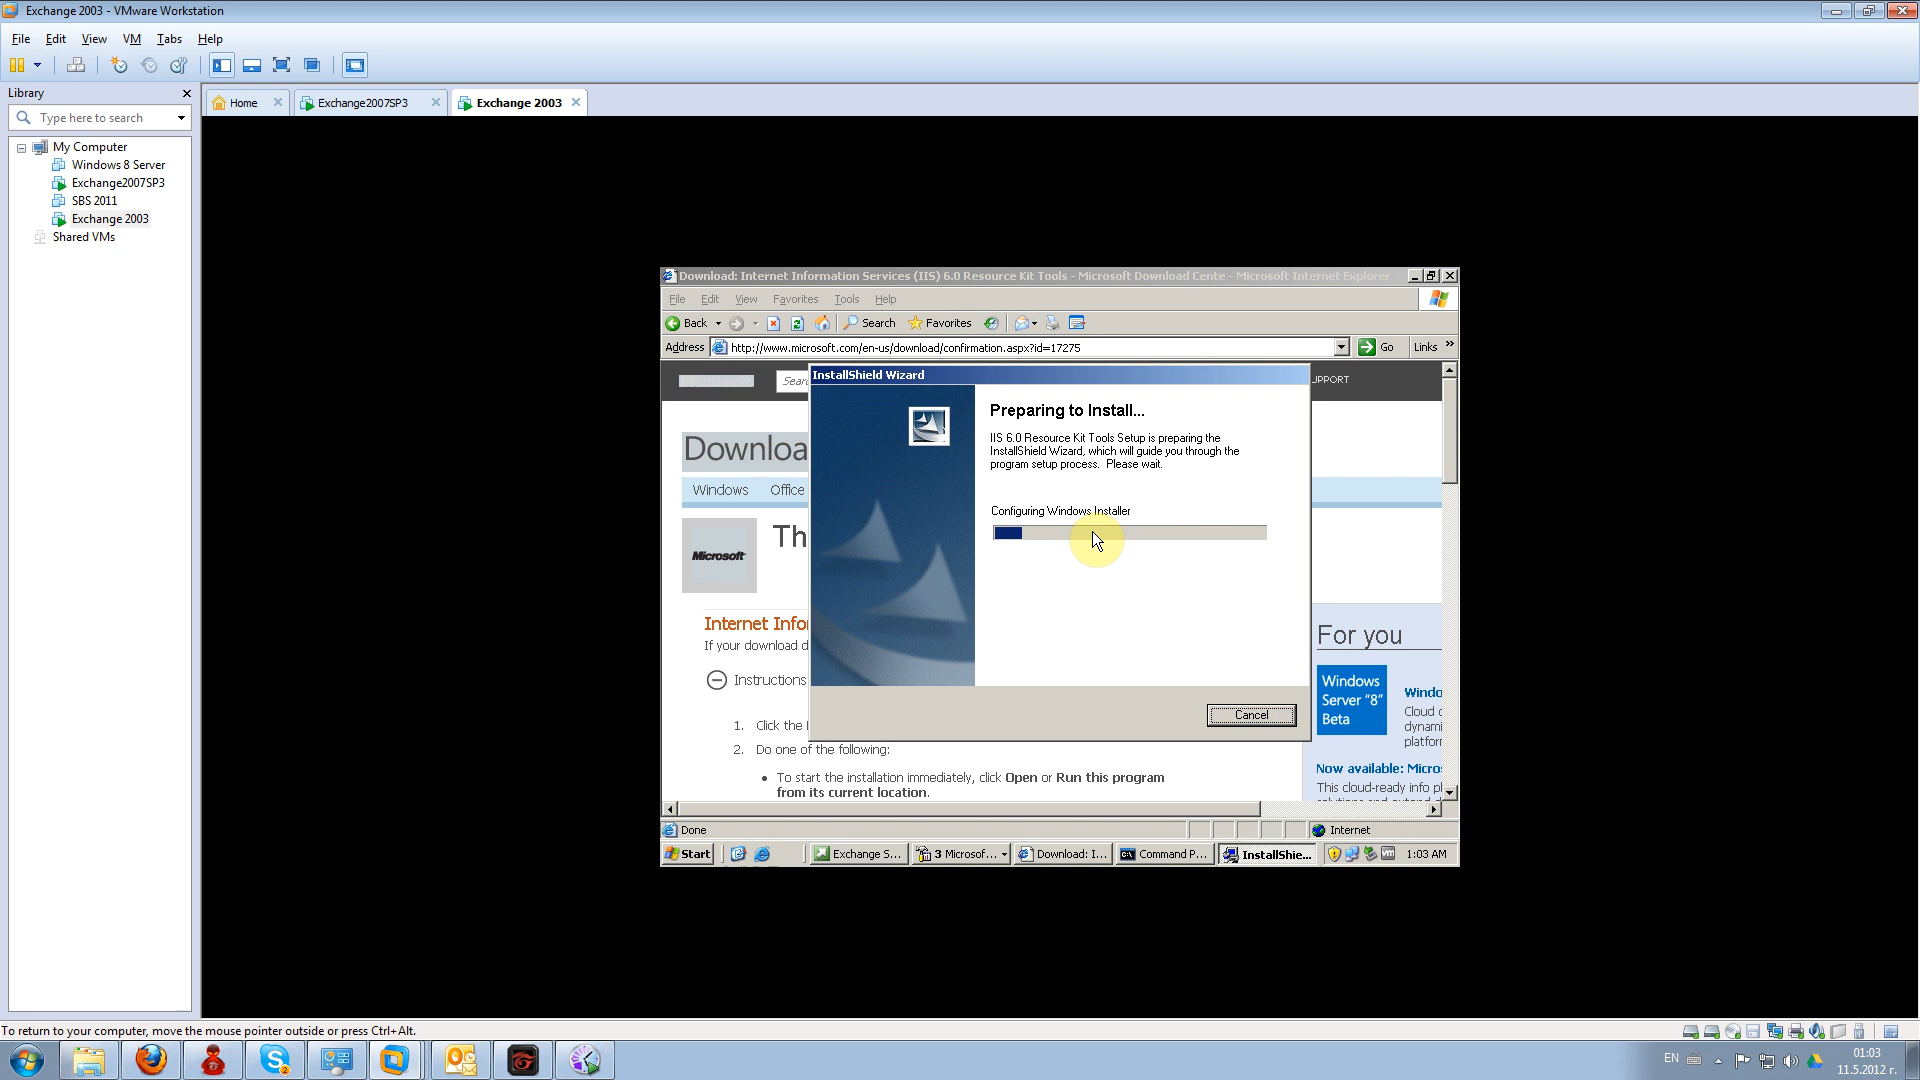 Exchange 2003 - VMware Workstation
File Edit View VM Tabs Help
Library
Type here to search
My Computer
Windows 8 Server
Exchange2007SP3
SBS 2011
Exchange 2003
Shared VMs
Home Exchange2007SP3 Exchange 2003
Download: Internet Information Services (IIS) 6.0 Resource Kit Tools - Microsoft Download Cente - Microsoft Internet Explorer
File Edit View Favorites Tools Help
Back Search Favorites
Address http://www.microsoft.com/en-us/download/confirmation.aspx?id=17275 Go Links »
Sear
UPPORT
InstallShield Wizard
Preparing to Install...
IIS 6.0 Resource Kit Tools Setup is preparing the
InstallShield Wizard, which will guide you through the
program setup process. Please wait.
Configuring Windows Installer
Cancel
Downloa
Windows Office
Microsoft
Th
Internet Info
If your download d
Instructions
1. Click the
2. Do one of the following:
• To start the installation immediately, click Open or Run this program
from its current location.
For you
Windows
Server "8"
Beta
Windo
Cloud
dynami
platfor
Now available: Micros
This cloud-ready info pl
Done Internet
Start Exchange S... 3 Microsof... Download: I... Command P... InstallShie... 1:03 AM
To return to your computer, move the mouse pointer outside or press Ctrl+Alt.
EN
01:03
11.5.2012 г.